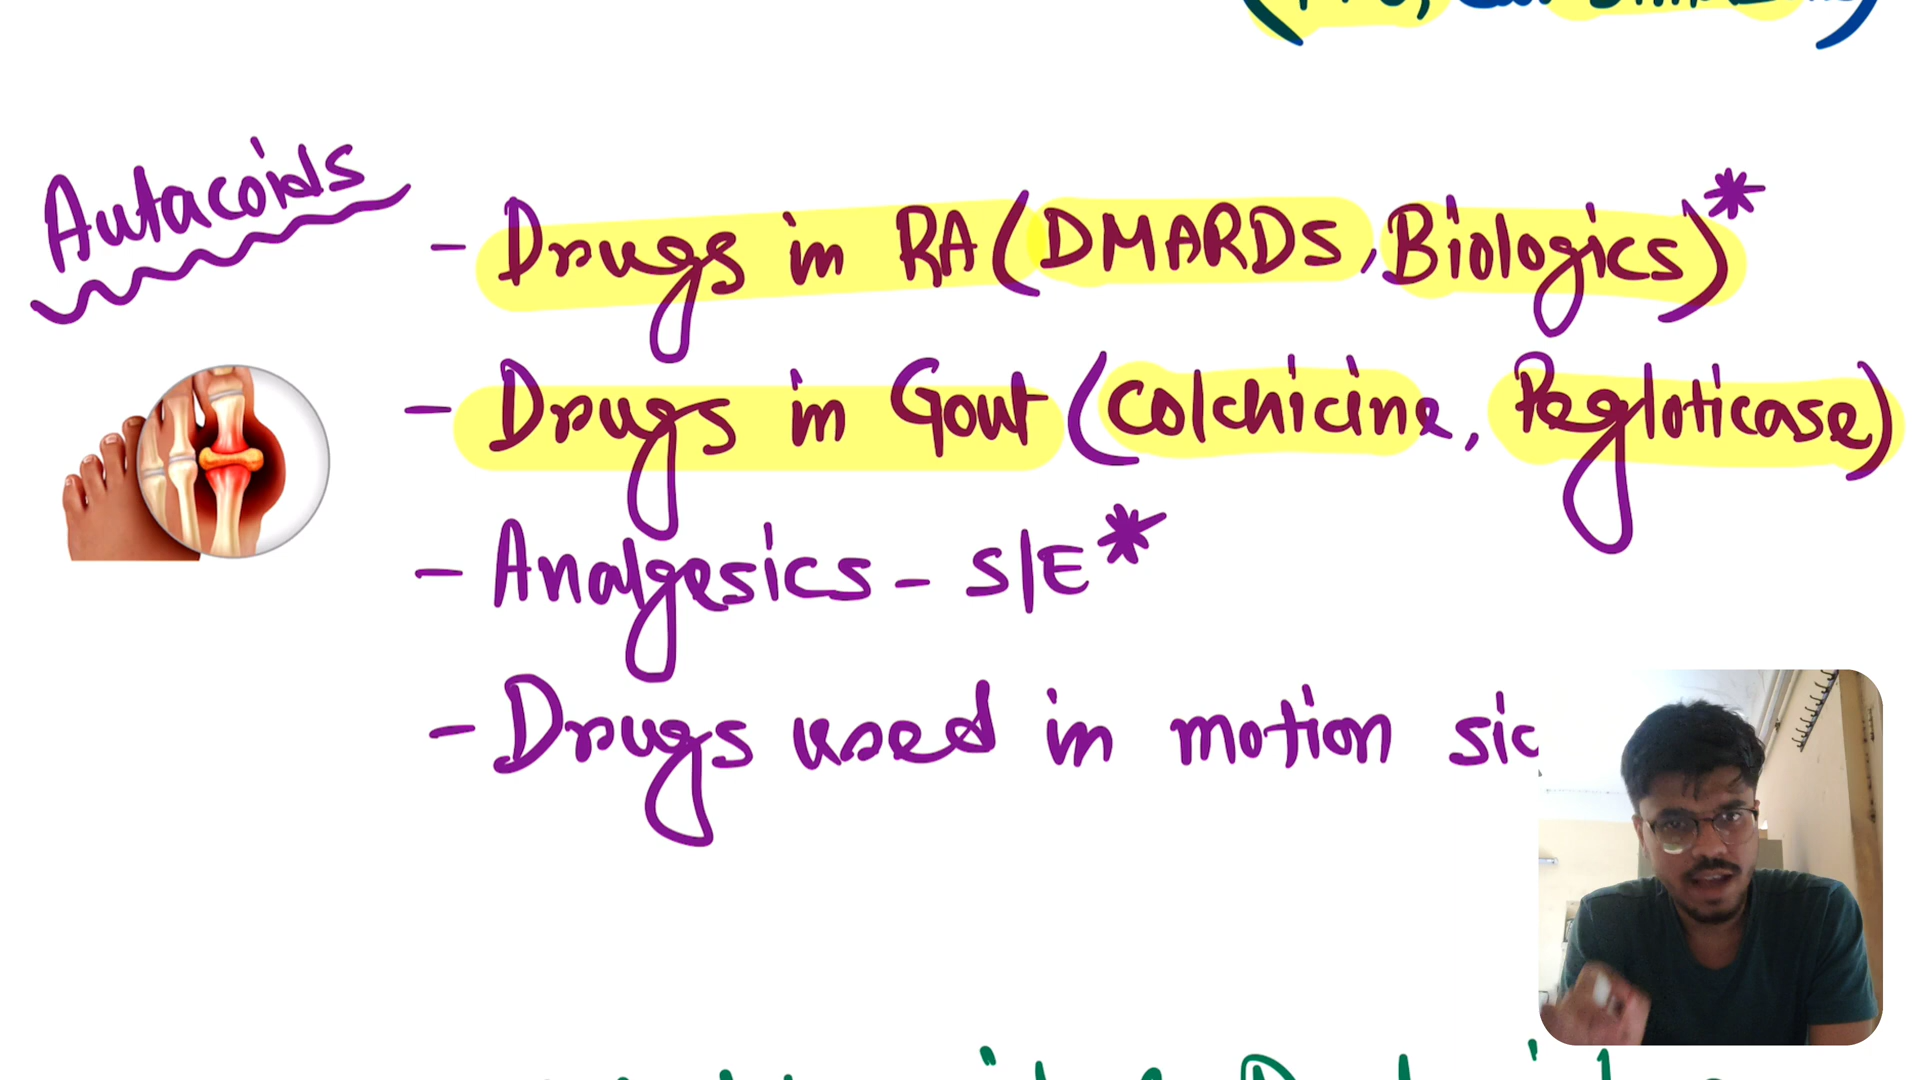 Autacoids
- Drugs in RA (DMARDS, Biologics)*
- Drugs in Gout (Colchicine, Pegloticase)
- Analgesics - S/E*
- Drugs used in motion sic